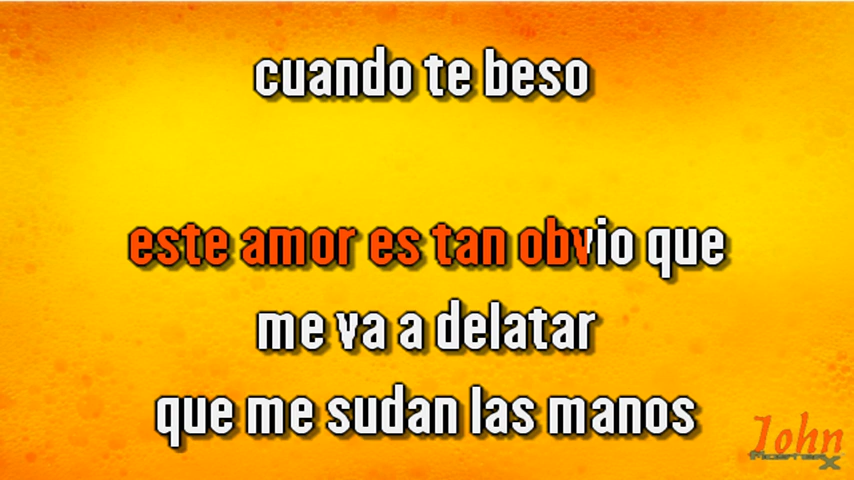 cuando te beso
este amor es tan obvio que
me va a delatar
que me sudan las manos
John